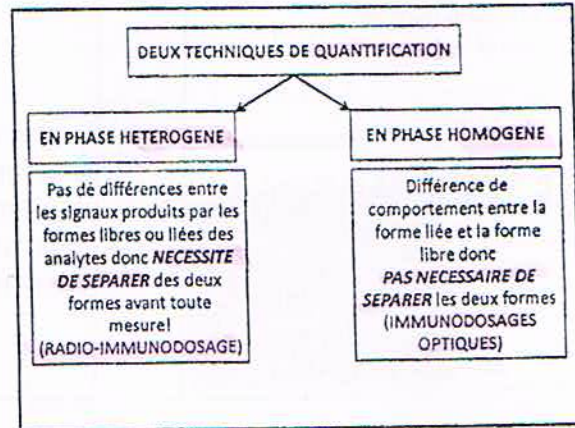 DEUX TECHNIQUES DE QUANTIFICATION
EN PHASE HETEROGENE
EN PHASE HOMOGENE
Pas de différences entre
les signaux produits par les
formes libres ou liées des
analytes donc NECESSITE
DE SEPARER des deux
formes avant toute
mesure!
(RADIO-IMMUNODOSAGE)
Différence de
comportement entre la
forme liée et la forme
libre donc
PAS NECESSAIRE DE
SEPARER les deux formes
(IMMUNODOSAGES
OPTIQUES)